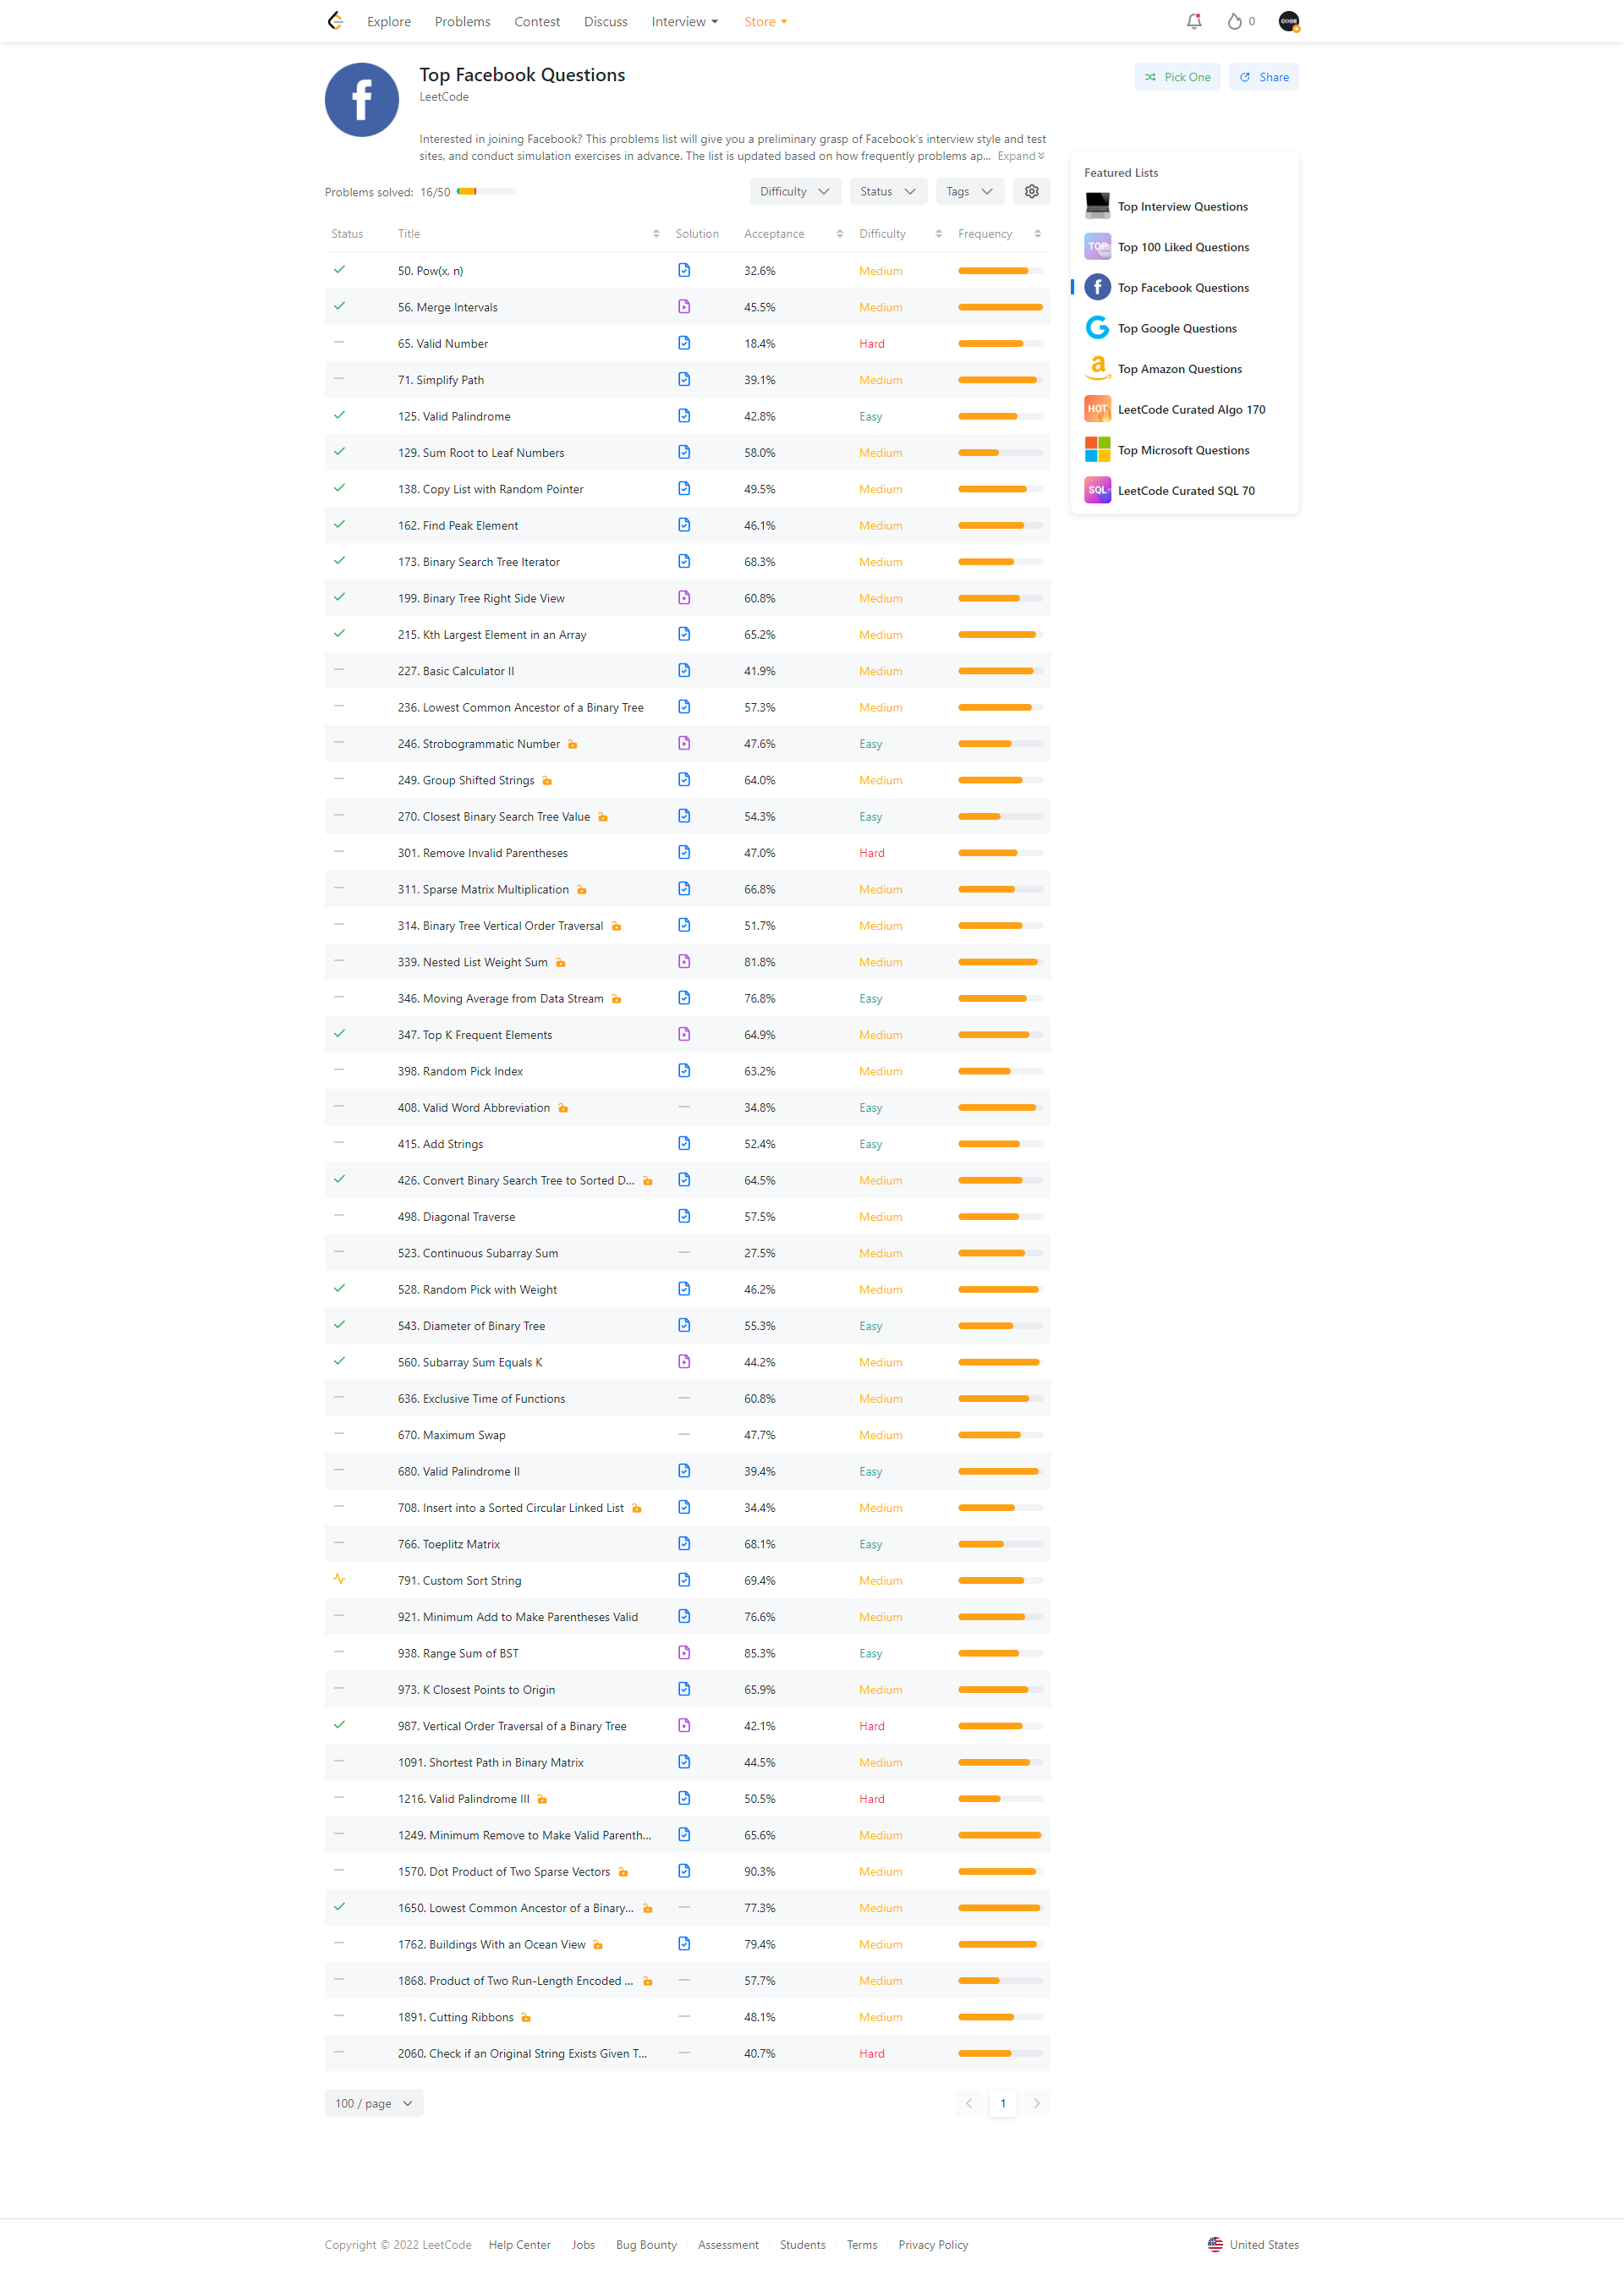 Explore Problems Contest Discuss Interview Store 0
Top Facebook Questions Pick One Share
LeetCode
Interested in joining Facebook? This problems list will give you a preliminary grasp of Facebook's interview style and test
sites, and conduct simulation exercises in advance. The list is updated based on how frequently problems ap... Expand
Problems solved: 16/50 Difficulty Status Tags
Status Title Solution Acceptance Difficulty Frequency
50. Pow(x, n) 32.6% Medium
56. Merge Intervals 45.5% Medium
65. Valid Number 18.4% Hard
71. Simplify Path 39.1% Medium
125. Valid Palindrome 42.8% Easy
129. Sum Root to Leaf Numbers 58.0% Medium
138. Copy List with Random Pointer 49.5% Medium
162. Find Peak Element 46.1% Medium
173. Binary Search Tree Iterator 68.3% Medium
199. Binary Tree Right Side View 60.8% Medium
215. Kth Largest Element in an Array 65.2% Medium
227. Basic Calculator II 41.9% Medium
236. Lowest Common Ancestor of a Binary Tree 57.3% Medium
246. Strobogrammatic Number 47.6% Easy
249. Group Shifted Strings 64.0% Medium
270. Closest Binary Search Tree Value 54.3% Easy
301. Remove Invalid Parentheses 47.0% Hard
311. Sparse Matrix Multiplication 66.8% Medium
314. Binary Tree Vertical Order Traversal 51.7% Medium
339. Nested List Weight Sum 81.8% Medium
346. Moving Average from Data Stream 76.8% Easy
347. Top K Frequent Elements 64.9% Medium
398. Random Pick Index 63.2% Medium
408. Valid Word Abbreviation 34.8% Easy
415. Add Strings 52.4% Easy
426. Convert Binary Search Tree to Sorted D... 64.5% Medium
498. Diagonal Traverse 57.5% Medium
523. Continuous Subarray Sum 27.5% Medium
528. Random Pick with Weight 46.2% Medium
543. Diameter of Binary Tree 55.3% Easy
560. Subarray Sum Equals K 44.2% Medium
636. Exclusive Time of Functions 60.8% Medium
670. Maximum Swap 47.7% Medium
680. Valid Palindrome II 39.4% Easy
708. Insert into a Sorted Circular Linked List 34.4% Medium
766. Toeplitz Matrix 68.1% Easy
791. Custom Sort String 69.4% Medium
921. Minimum Add to Make Parentheses Valid 76.6% Medium
938. Range Sum of BST 85.3% Easy
973. K Closest Points to Origin 65.9% Medium
987. Vertical Order Traversal of a Binary Tree 42.1% Hard
1091. Shortest Path in Binary Matrix 44.5% Medium
1216. Valid Palindrome III 50.5% Hard
1249. Minimum Remove to Make Valid Parenth... 65.6% Medium
1570. Dot Product of Two Sparse Vectors 90.3% Medium
1650. Lowest Common Ancestor of a Binary... 77.3% Medium
1762. Buildings With an Ocean View 79.4% Medium
1868. Product of Two Run-Length Encoded ... 57.7% Medium
1891. Cutting Ribbons 48.1% Medium
2060. Check if an Original String Exists Given T... 40.7% Hard
100 / page 1
Featured Lists
Top Interview Questions
TOP Top 100 Liked Questions
Top Facebook Questions
Top Google Questions
Top Amazon Questions
HOT LeetCode Curated Algo 170
Top Microsoft Questions
SQL LeetCode Curated SQL 70
Copyright © 2022 LeetCode Help Center Jobs Bug Bounty Assessment Students Terms Privacy Policy United States